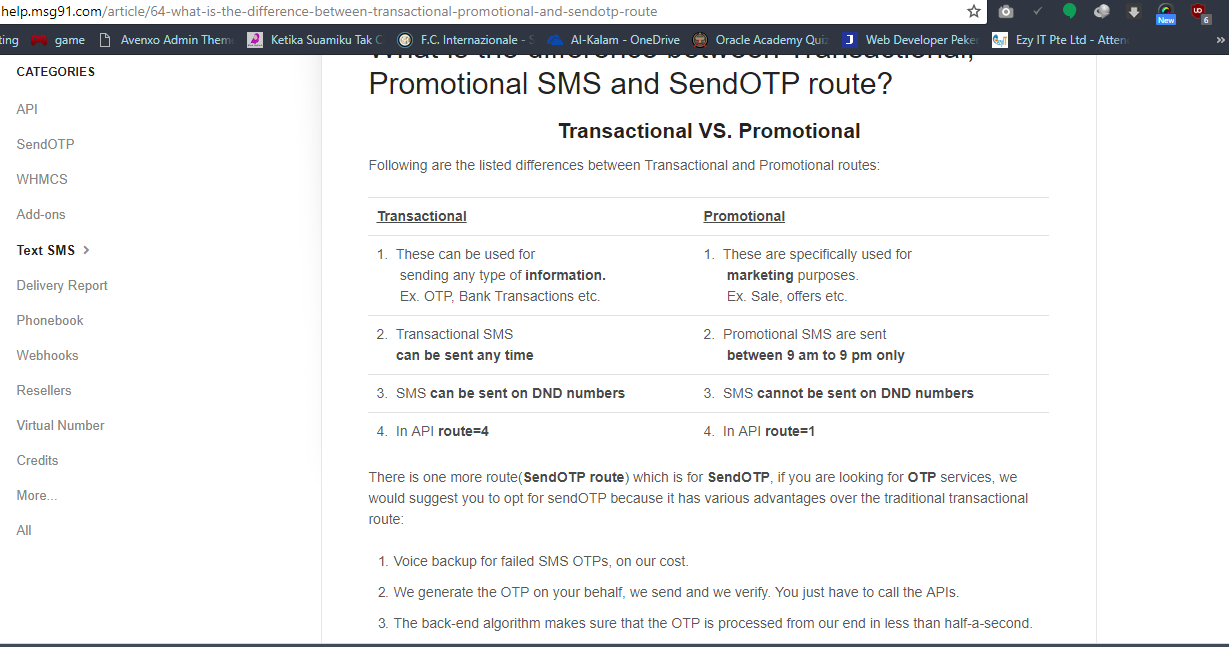 help.msg91.com/article/64-what-is-the-difference-between-transactional-promotional-and-sendotp-route
New
UD
6
ting game Avenxo Admin Them Ketika Suamiku Tak C F.C. Internazionale - S Al-Kalam - OneDrive Oracle Academy Quiz Web Developer Peker Ezy IT Pte Ltd - Atten »
CATEGORIES
API
SendOTP
WHMCS
Add-ons
Text SMS >
Delivery Report
Phonebook
Webhooks
Resellers
Virtual Number
Credits
More...
All
What is the difference between Transactional,
Promotional SMS and SendOTP route?
Transactional VS. Promotional
Following are the listed differences between Transactional and Promotional routes:
Transactional Promotional
1. These can be used for
sending any type of information.
Ex. OTP, Bank Transactions etc.
1. These are specifically used for
marketing purposes.
Ex. Sale, offers etc.
2. Transactional SMS
can be sent any time
2. Promotional SMS are sent
between 9 am to 9 pm only
3. SMS can be sent on DND numbers
3. SMS cannot be sent on DND numbers
4. In API route=4
4. In API route=1
There is one more route(SendOTP route) which is for SendOTP, if you are looking for OTP services, we
would suggest you to opt for sendOTP because it has various advantages over the traditional transactional
route:
1. Voice backup for failed SMS OTPs, on our cost.
2. We generate the OTP on your behalf, we send and we verify. You just have to call the APIs.
3. The back-end algorithm makes sure that the OTP is processed from our end in less than half-a-second.